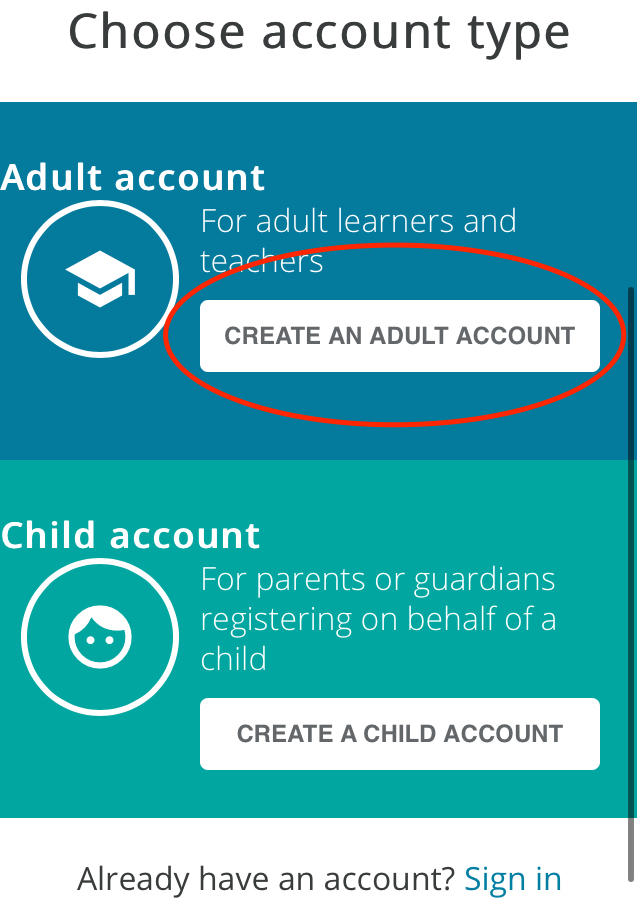 Choose account type
Adult account
For adult learners and
teachers
CREATE AN ADULT ACCOUNT
Child account
For parents or guardians
registering on behalf of a
child
CREATE A CHILD ACCOUNT
Already have an account? Sign in